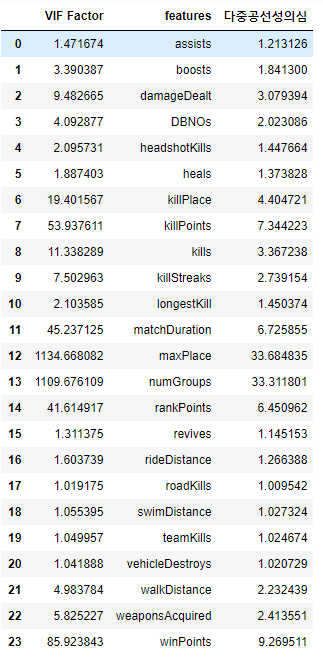 VIF Factor features 다중공선성의심
0 1.471674 assists 1.213126
1 3.390387 boosts 1.841300
2 9.482665 damageDealt 3.079394
3 4.092877 DBNOs 2.023086
4 2.095731 headshotKills 1.447664
5 1.887403 heals 1.373828
6 19.401567 killPlace 4.404721
7 53.937611 killPoints 7.344223
8 11.338289 kills 3.367238
9 7.502963 killStreaks 2.739154
10 2.103585 longestKill 1.450374
11 45.237125 matchDuration 6.725855
12 1134.668082 maxPlace 33.684835
13 1109.676109 numGroups 33.311801
14 41.614917 rankPoints 6.450962
15 1.311375 revives 1.145153
16 1.603739 rideDistance 1.266388
17 1.019175 roadKills 1.009542
18 1.055395 swimDistance 1.027324
19 1.049957 teamKills 1.024674
20 1.041888 vehicleDestroys 1.020729
21 4.983784 walkDistance 2.232439
22 5.825227 weaponsAcquired 2.413551
23 85.923843 winPoints 9.269511